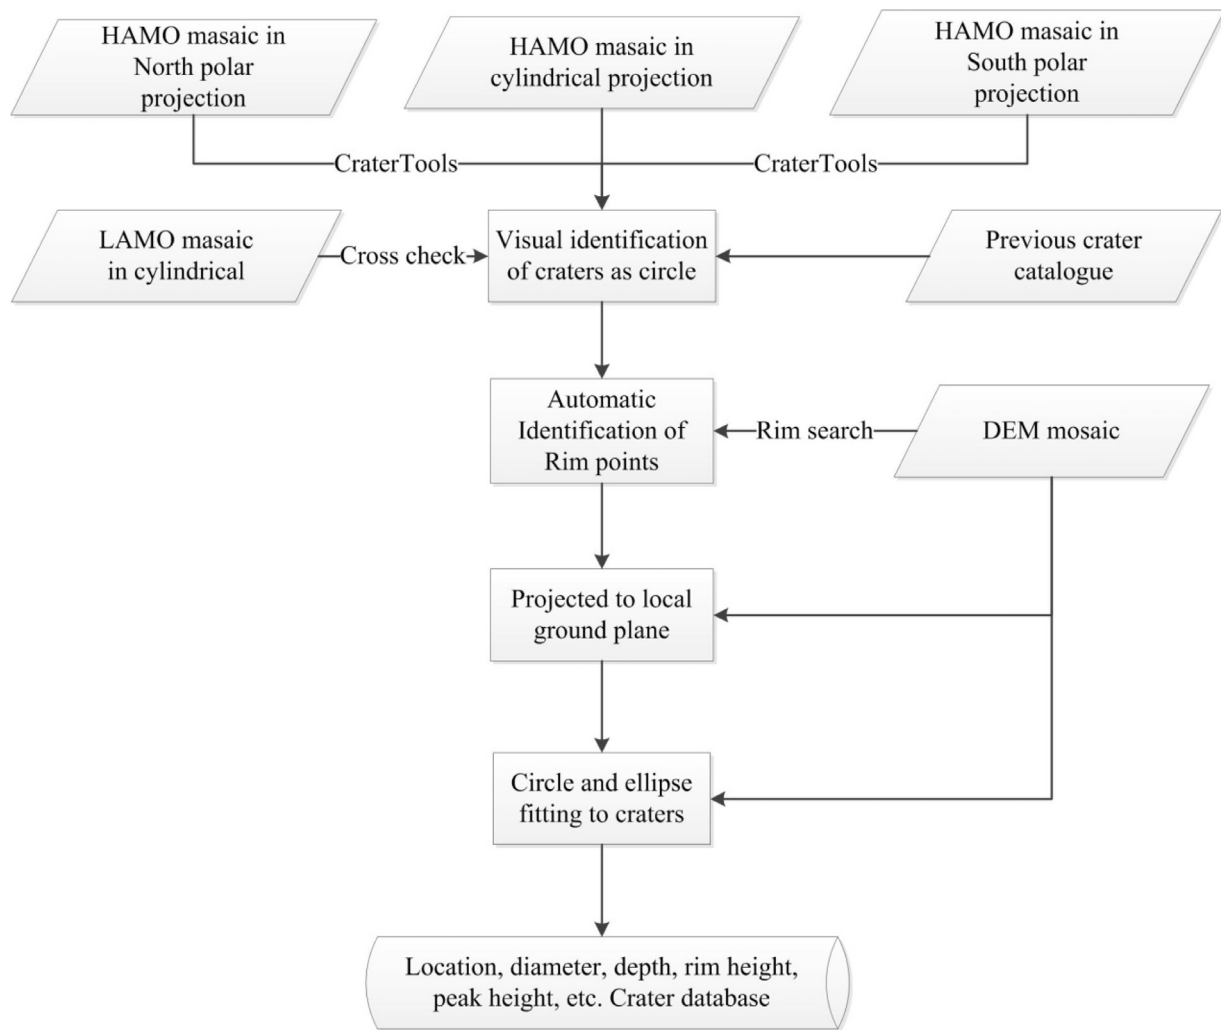 HAMO masaic in
North polar
projection
HAMO masaic in
cylindrical projection
HAMO masaic in
South polar
projection
CraterTools
CraterTools
LAMO masaic
in cylindrical
Cross check
Visual identification
of craters as circle
Previous crater
catalogue
Automatic
Identification of
Rim points
Rim search
DEM mosaic
Projected to local
ground plane
Circle and ellipse
fitting to craters
Location, diameter, depth, rim height,
peak height, etc. Crater database